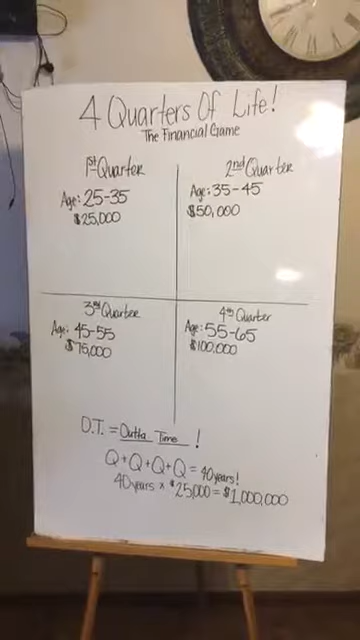 4 Quarters Of Life!
The Financial Game
1st Quarter
Age: 25-35
$25,000
2nd Quarter
Age: 35-45
$50,000
3rd Quarter
Age: 45-55
$75,000
4th Quarter
Age: 55-65
$100,000
O.T. = Outta Time !
Q+Q+Q+Q = 40 years!
40 years x $25,000 = $1,000,000